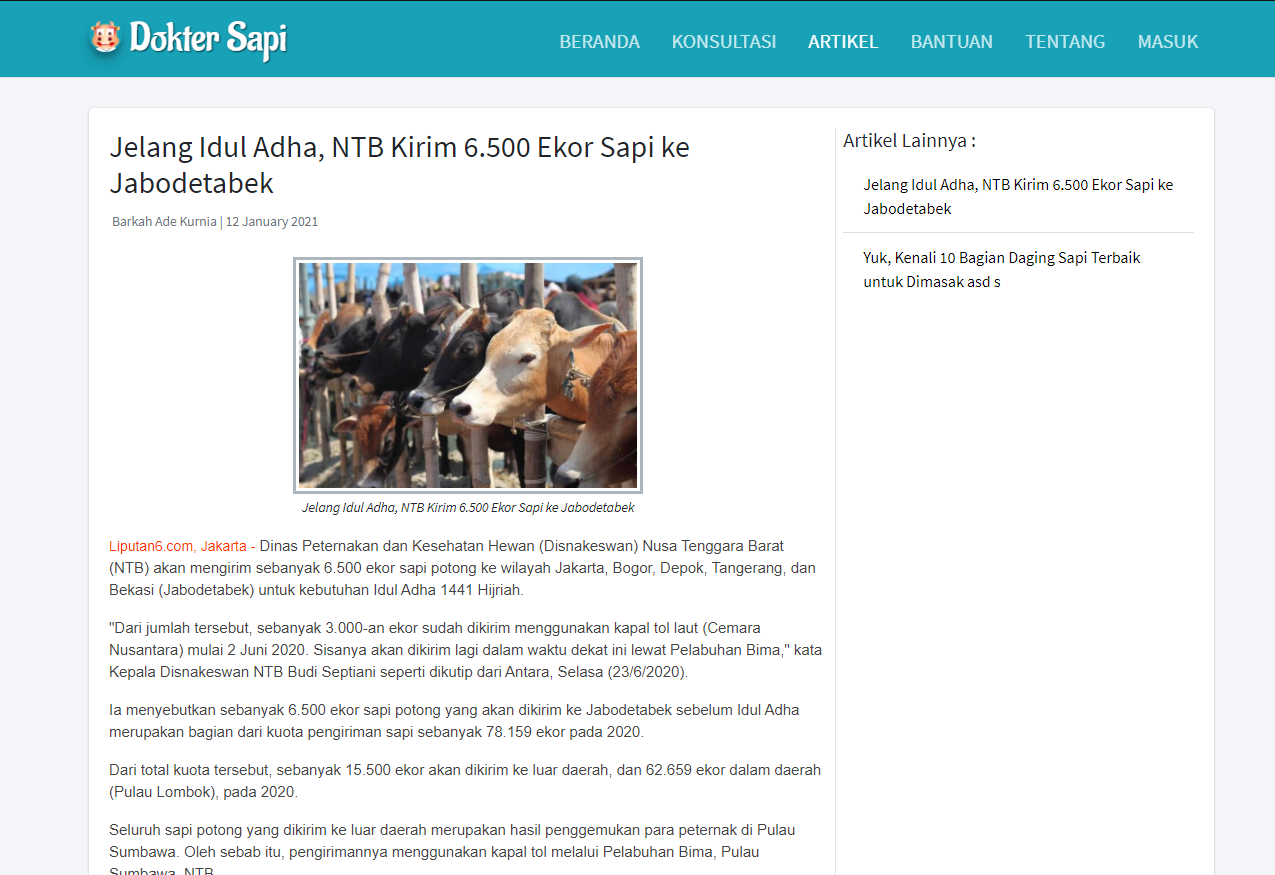 Dokter Sapi
BERANDA KONSULTASI ARTIKEL BANTUAN TENTANG MASUK
Jelang Idul Adha, NTB Kirim 6.500 Ekor Sapi ke
Jabodetabek
Barkah Ade Kurnia | 12 January 2021
Jelang Idul Adha, NTB Kirim 6.500 Ekor Sapi ke Jabodetabek
Liputan6.com, Jakarta - Dinas Peternakan dan Kesehatan Hewan (Disnakeswan) Nusa Tenggara Barat
(NTB) akan mengirim sebanyak 6.500 ekor sapi potong ke wilayah Jakarta, Bogor, Depok, Tangerang, dan
Bekasi (Jabodetabek) untuk kebutuhan Idul Adha 1441 Hijriah.
"Dari jumlah tersebut, sebanyak 3.000-an ekor sudah dikirim menggunakan kapal tol laut (Cemara
Nusantara) mulai 2 Juni 2020. Sisanya akan dikirim lagi dalam waktu dekat ini lewat Pelabuhan Bima," kata
Kepala Disnakeswan NTB Budi Septiani seperti dikutip dari Antara, Selasa (23/6/2020).
Ia menyebutkan sebanyak 6.500 ekor sapi potong yang akan dikirim ke Jabodetabek sebelum Idul Adha
merupakan bagian dari kuota pengiriman sapi sebanyak 78.159 ekor pada 2020.
Dari total kuota tersebut, sebanyak 15.500 ekor akan dikirim ke luar daerah, dan 62.659 ekor dalam daerah
(Pulau Lombok), pada 2020.
Seluruh sapi potong yang dikirim ke luar daerah merupakan hasil penggemukan para peternak di Pulau
Sumbawa. Oleh sebab itu, pengirimannya menggunakan kapal tol melalui Pelabuhan Bima, Pulau
Sumbawa, NTB.
Artikel Lainnya :
Jelang Idul Adha, NTB Kirim 6.500 Ekor Sapi ke
Jabodetabek
Yuk, Kenali 10 Bagian Daging Sapi Terbaik
untuk Dimasak asd s